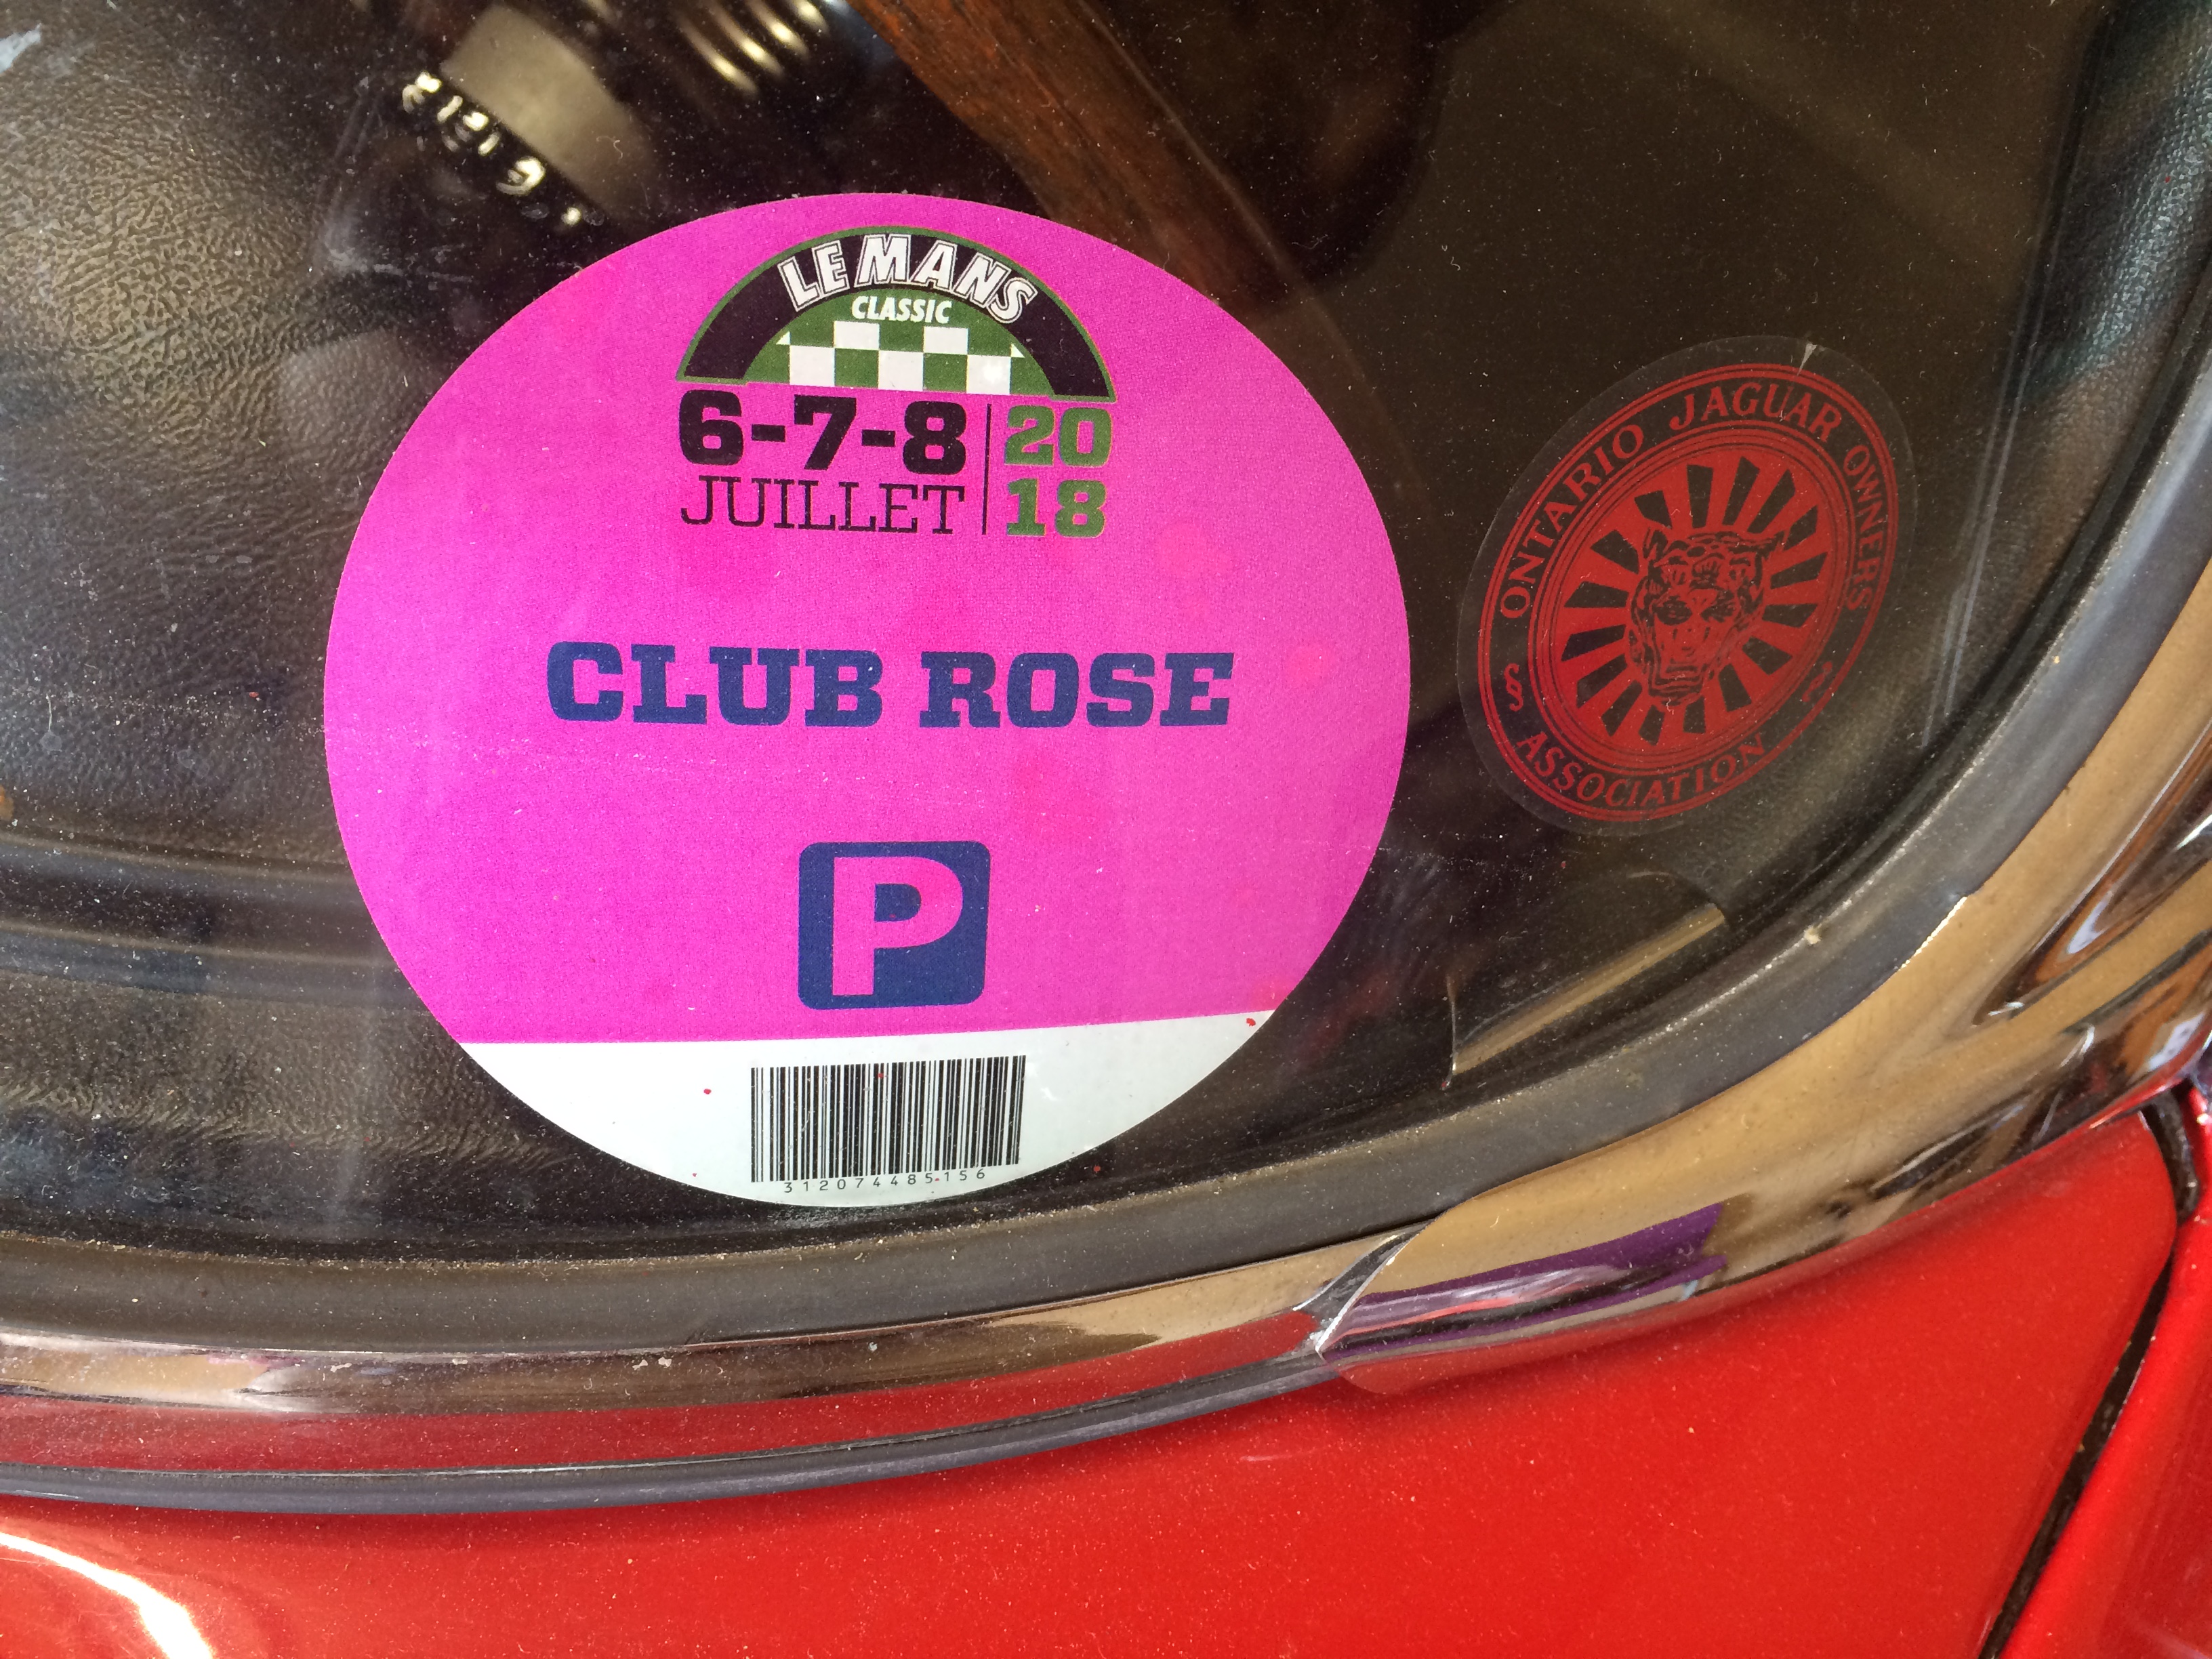 LE MANS
CLASSIC
6-7-8
JUILLET
20
18
CLUB ROSE
P
312074485156
ONTARIO JAGUAR OWNERS
ASSOCIATION